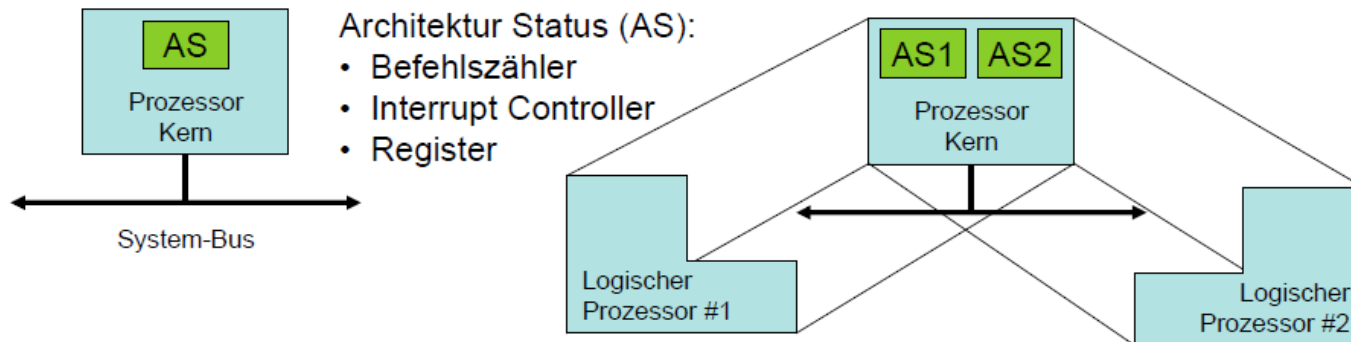 AS
Prozessor
Kern
System-Bus
Architektur Status (AS):
• Befehlszähler
• Interrupt Controller
• Register
AS1
AS2
Prozessor
Kern
Logischer
Prozessor #1
Logischer
Prozessor #2